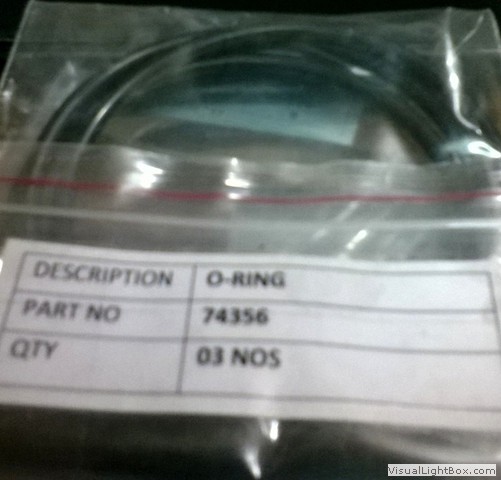 DESCRIPTION O-RING
PART NO 74356
QTY 03 NOS
VisualLightBox.com